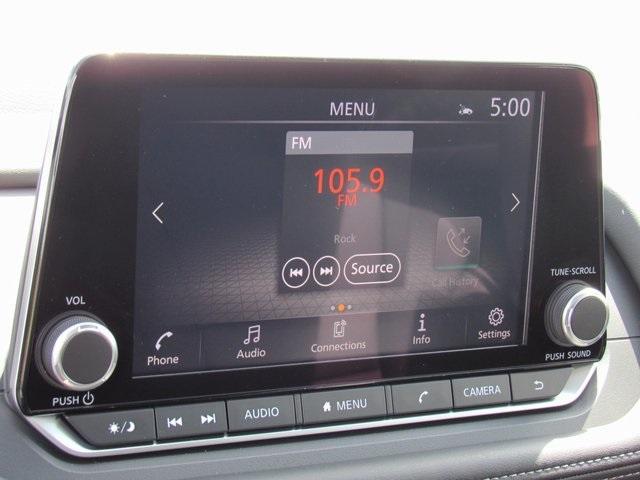 MENU 5:00
FM
105.9
FM
Rock
Source
Call History
Phone Audio Connections Info Settings
VOL
PUSH
TUNE·SCROLL
PUSH SOUND
AUDIO MENU CAMERA